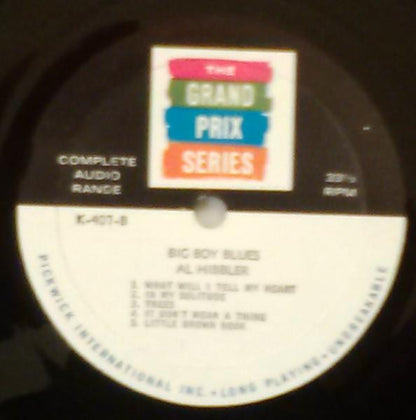 THE
GRAND
PRIX
SERIES
COMPLETE
AUDIO
RANGE
33⅓
RPM
K-407-B
BIG BOY BLUES
AL HIBBLER
1. WHAT WILL I TELL MY HEART
2. IN MY SOLITUDE
3. TREES
4. IT DON'T MEAN A THING
5. LITTLE BROWN BOOK
PICKWICK INTERNATIONAL INC. • LONG PLAYING • UNBREAKABLE